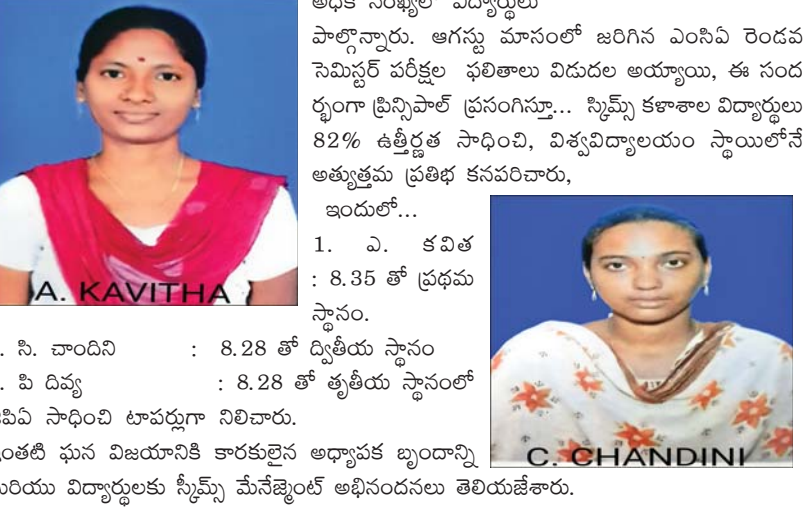 అధిక సంఖ్యలో విద్యార్థులు
పాల్గొన్నారు. ఆగస్టు మాసంలో జరిగిన ఎంసిఏ రెండవ
సెమిస్టర్ పరీక్షల ఫలితాలు విడుదల అయ్యాయి, ఈ సంద
ర్భంగా ప్రిన్సిపాల్ ప్రసంగిస్తూ... స్కిమ్స్ కళాశాల విద్యార్థులు
82% ఉత్తీర్ణత సాధించి, విశ్వవిద్యాలయం స్థాయిలోనే
అత్యుత్తమ ప్రతిభ కనపరిచారు,
ఇందులో...
1. ఎ. కవిత
: 8.35 తో ప్రథమ
స్థానం.
A. KAVITHA
. సి. చాందిని : 8.28 తో ద్వితీయ స్థానం
. పి దివ్య : 8.28 తో తృతీయ స్థానంలో
సాధించి టాపర్లుగా నిలిచారు.
ఘన విజయానికి కారకులైన అధ్యాపక బృందాన్ని
విద్యార్థులకు స్కీమ్స్ మేనేజ్మెంట్ అభినందనలు తెలియజేశారు.
C. CHANDINI